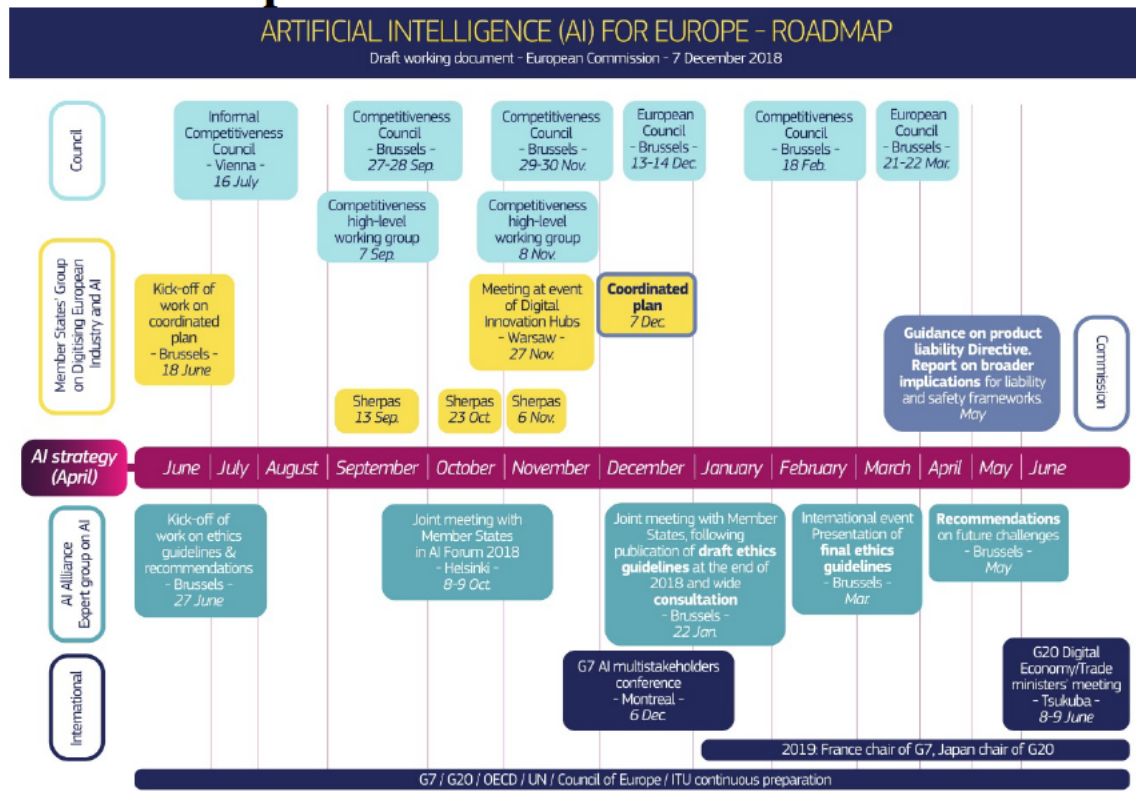 ARTIFICIAL INTELLIGENCE (AI) FOR EUROPE - ROADMAP
Draft working document - European Commission - 7 December 2018
Council
Informal
Competitiveness
Council
- Vienna -
16 July
Competitiveness
Council
- Brussels -
27-28 Sep.
Competitiveness
Council
- Brussels -
29-30 Nov.
European
Council
- Brussels -
13-14 Dec.
Competitiveness
Council
- Brussels -
18 Feb.
European
Council
- Brussels -
21-22 Mar.
Competitiveness
high-level
working group
7 Sep.
Competitiveness
high-level
working group
8 Nov.
Member States' Group
on Digitising European
Industry and AI
Kick-off of
work on
coordinated
plan
- Brussels -
18 June
Meeting at event
of Digital
Innovation Hubs
- Warsaw -
27 Nov.
Coordinated
plan
7 Dec.
Guidance on product
liability Directive.
Report on broader
implications for liability
and safety frameworks.
May
Commission
Sherpas
13 Sep.
Sherpas
23 Oct.
Sherpas
6 Nov.
AI strategy
(April)
June July August September October November December January February March April May June
AI Alliance
Expert group on AI
Kick-off of
work on ethics
guidelines &
recommendations
- Brussels -
27 June
Joint meeting with
Member States
in AI Forum 2018
- Helsinki -
8-9 Oct.
Joint meeting with Member
States, following
publication of draft ethics
guidelines at the end of
2018 and wide
consultation
- Brussels -
22 Jan.
International event
Presentation of
final ethics
guidelines
- Brussels -
Mar.
Recommendations
on future challenges
- Brussels -
May
International
G7 AI multistakeholders
conference
- Montreal -
6 Dec.
G20 Digital
Economy/Trade
ministers' meeting
- Tsukuba -
8-9 June
2019: France chair of G7, Japan chair of G20
G7 / G20 / OECD / UN / Council of Europe / ITU continuous preparation